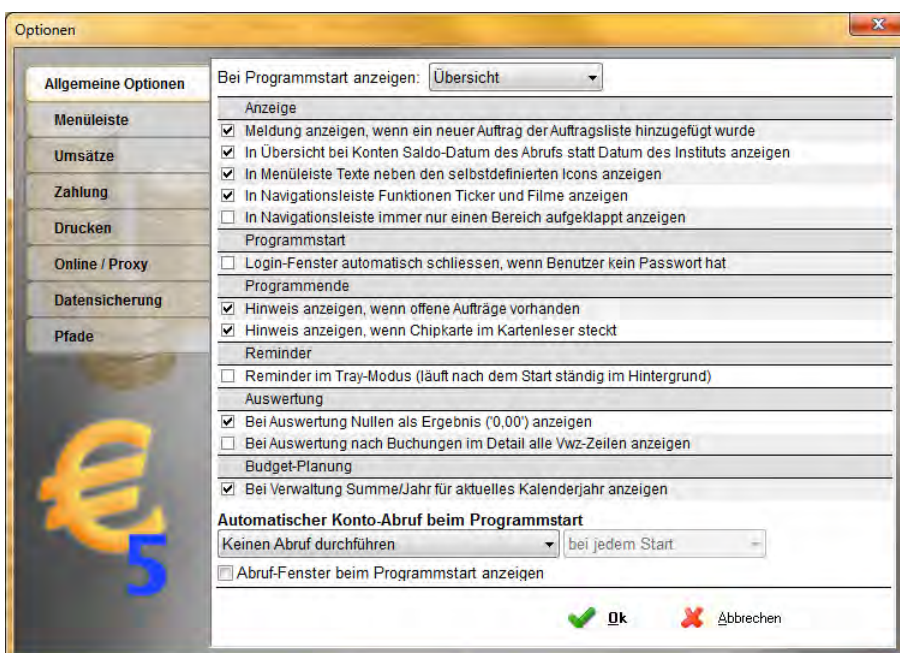 Optionen
Allgemeine Optionen
Menüleiste
Umsätze
Zahlung
Drucken
Online / Proxy
Datensicherung
Pfade
€
5
Bei Programmstart anzeigen: Übersicht
Anzeige
Meldung anzeigen, wenn ein neuer Auftrag der Auftragsliste hinzugefügt wurde
In Übersicht bei Konten Saldo-Datum des Abrufs statt Datum des Instituts anzeigen
In Menüleiste Texte neben den selbstdefinierten Icons anzeigen
In Navigationsleiste Funktionen Ticker und Filme anzeigen
In Navigationsleiste immer nur einen Bereich aufgeklappt anzeigen
Programmstart
Login-Fenster automatisch schliessen, wenn Benutzer kein Passwort hat
Programmende
Hinweis anzeigen, wenn offene Aufträge vorhanden
Hinweis anzeigen, wenn Chipkarte im Kartenleser steckt
Reminder
Reminder im Tray-Modus (läuft nach dem Start ständig im Hintergrund)
Auswertung
Bei Auswertung Nullen als Ergebnis ('0,00') anzeigen
Bei Auswertung nach Buchungen im Detail alle Vwz-Zeilen anzeigen
Budget-Planung
Bei Verwaltung Summe/Jahr für aktuelles Kalenderjahr anzeigen
Automatischer Konto-Abruf beim Programmstart
Keinen Abruf durchführen bei jedem Start
Abruf-Fenster beim Programmstart anzeigen
Ok Abbrechen